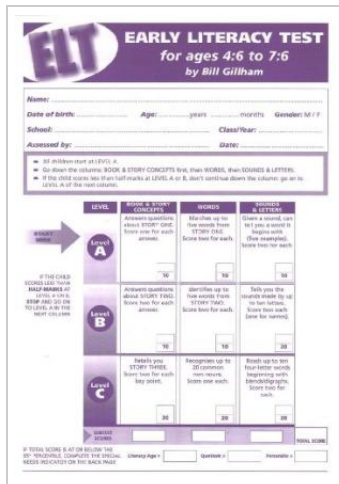 ELT
EARLY LITERACY TEST
for ages 4:6 to 7:6
by Bill Gillham
Name:
Date of birth: Age: years months Gender: M / F
School: Class/Year:
Assessed by: Date:
All children start at LEVEL A.
Go down the columns: BOOK & STORY CONCEPTS first, then WORDS, then SOUNDS & LETTERS.
If the child scores less than half marks at LEVEL A or B, don't continue down the column: go on to
LEVEL A of the next column.
LEVEL
BOOK & STORY
CONCEPTS
WORDS
SOUNDS
& LETTERS
START
HERE
Level
A
Answers questions
about STORY ONE.
Score one for each
answer.
10
Matches up to
five words from
STORY ONE.
Score two for each.
10
Given a sound, can
tell you a word it
begins with
(five examples).
Score two for each.
10
IF THE CHILD
SCORES LESS THAN
HALF-MARKS AT
LEVEL A OR B,
STOP AND GO ON
TO LEVEL A IN THE
NEXT COLUMN
Level
B
Answers questions
about STORY TWO.
Score one for each
answer.
10
Identifies up to
five words from
STORY TWO.
Score two for each.
10
Tells you the
sounds made by up
to ten letters.
Score two for each
(one for names).
20
Level
C
Retells you
STORY THREE.
Score two for each
key point.
20
Recognises up to
20 common
non-nouns.
Score one each.
20
Reads up to ten
four-letter words
beginning with
blends/digraphs.
Score two for
each.
20
SCORES
TOTAL SCORE
IF TOTAL SCORE IS AT OR BELOW THE
PERCENTILE, COMPLETE THE SPECIAL
NEEDS INDICATOR ON THE BACK PAGE
Literacy Age = Quotient = Percentile =